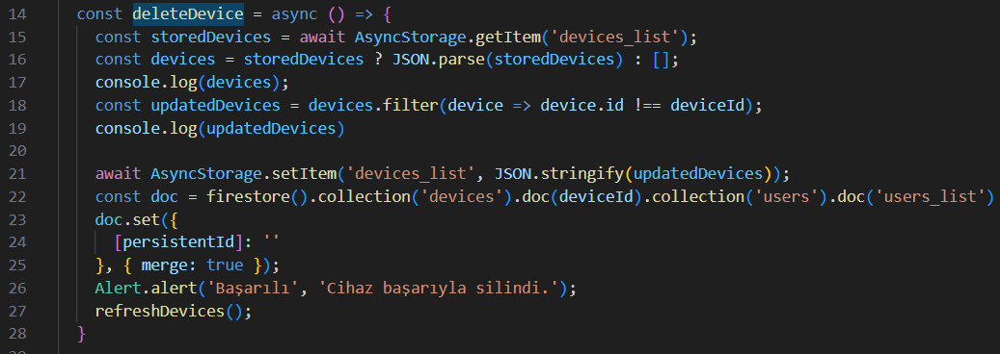 14 const deleteDevice = async () => {
15 const storedDevices = await AsyncStorage.getItem('devices_list');
16 const devices = storedDevices ? JSON.parse(storedDevices) : [];
17 console.log(devices);
18 const updatedDevices = devices.filter(device => device.id !== deviceId);
19 console.log(updatedDevices)
20
21 await AsyncStorage.setItem('devices_list', JSON.stringify(updatedDevices));
22 const doc = firestore().collection('devices').doc(deviceId).collection('users').doc('users_list')
23 doc.set({
24 [persistentId]: ''
25 }, { merge: true });
26 Alert.alert('Başarılı', 'Cihaz başarıyla silindi.');
27 refreshDevices();
28 }